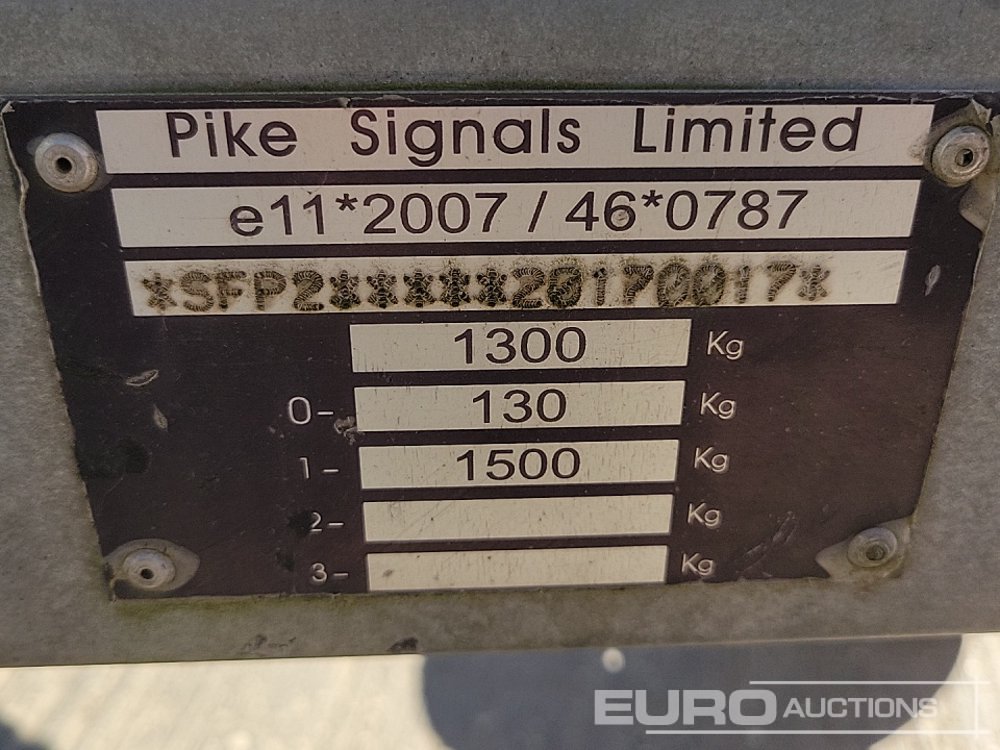 Pike Signals Limited
e11*2007 / 46*0787
*SFP2*****20170017*
1300 Kg
0- 130 Kg
1- 1500 Kg
2- Kg
3- Kg
EURO AUCTIONS